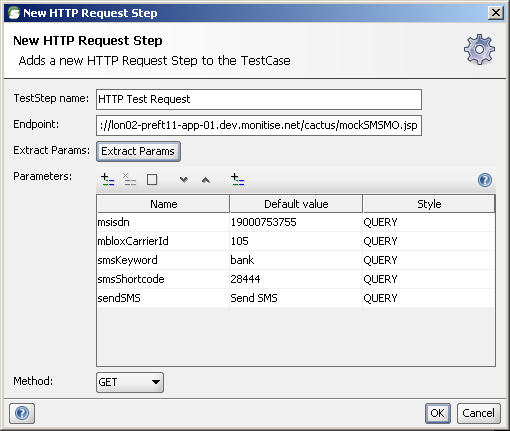 New HTTP Request Step
New HTTP Request Step
Adds a new HTTP Request Step to the TestCase
TestStep name: HTTP Test Request
Endpoint: ://lon02-preft11-app-01.dev.monitise.net/cactus/mockSMSMO.jsp
Extract Params: Extract Params
Parameters:
Name Default value Style
msisdn 19000753755 QUERY
mbloxCarrierId 105 QUERY
smsKeyword bank QUERY
smsShortcode 28444 QUERY
sendSMS Send SMS QUERY
Method: GET
OK Cancel